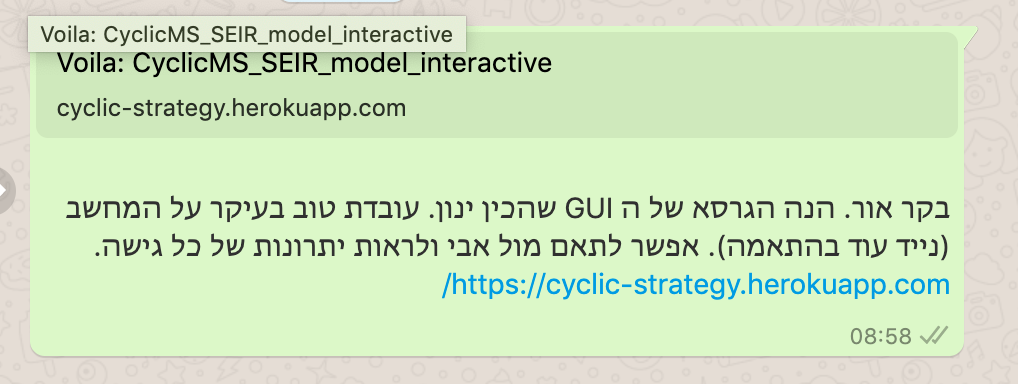 Voila: CyclicMS_SEIR_model_interactive
Voila: CyclicMS_SEIR_model_interactive
cyclic-strategy.herokuapp.com
בקר אור. הנה הגרסא של ה GUI שהכין ינון. עובדת טוב בעיקר על המחשב
(נייד עוד בהתאמה). אפשר לתאם מול אבי ולראות יתרונות של כל גישה.
https://cyclic-strategy.herokuapp.com/
08:58